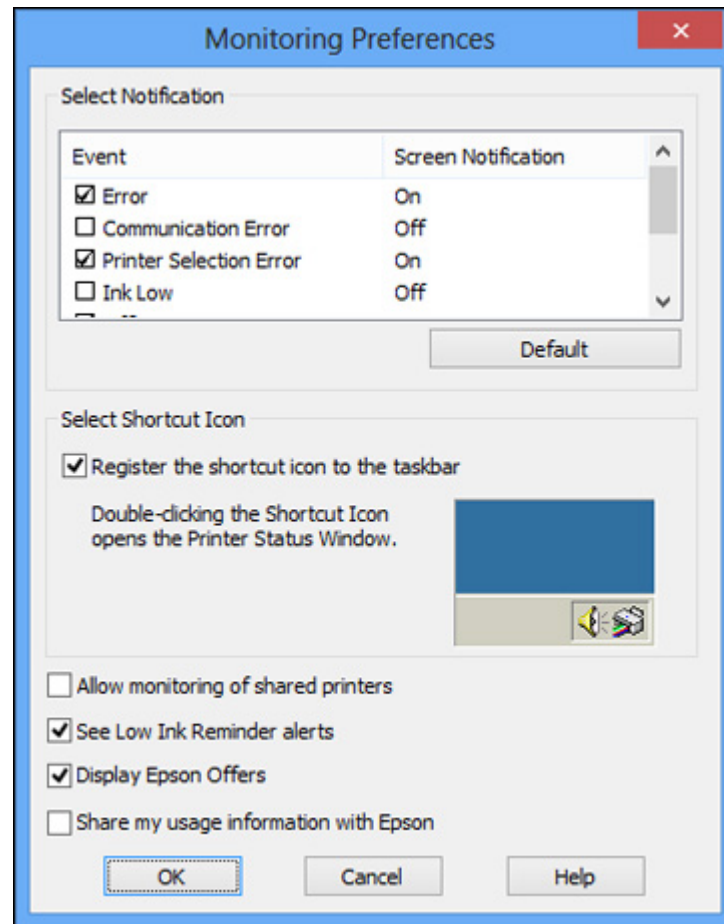 Monitoring Preferences
Select Notification
Event Screen Notification
Error On
Communication Error Off
Printer Selection Error On
Ink Low Off
Default
Select Shortcut Icon
Register the shortcut icon to the taskbar
Double-clicking the Shortcut Icon
opens the Printer Status Window.
Allow monitoring of shared printers
See Low Ink Reminder alerts
Display Epson Offers
Share my usage information with Epson
OK Cancel Help